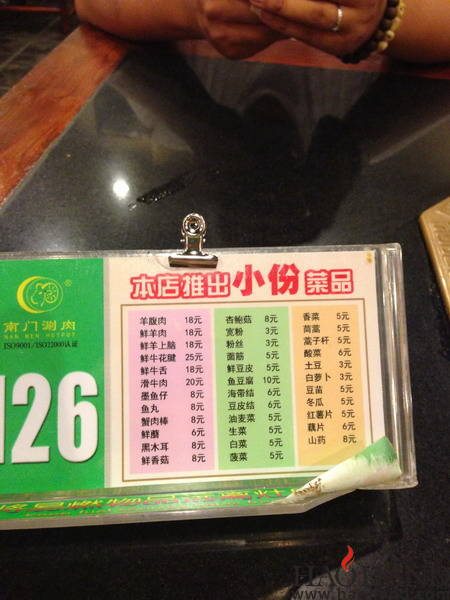 本店推出小份菜品
南门涮肉
NAN MEN HOTPOT
ISO9001/ISO22000认证
126
羊腹肉 18元
鲜羊肉 18元
鲜羊上脑 18元
鲜牛花腱 25元
鲜牛舌 18元
滑牛肉 20元
墨鱼仔 8元
鱼丸 8元
蟹肉棒 8元
鲜蘑 6元
黑木耳 8元
鲜香菇 8元
杏鲍菇 8元
宽粉 3元
粉丝 3元
面筋 5元
鲜豆皮 5元
鱼豆腐 10元
海带结 6元
豆皮结 6元
油麦菜 5元
生菜 5元
白菜 5元
菠菜 5元
香菜 5元
茼蒿 5元
蒿子杆 5元
酸菜 6元
土豆 3元
白萝卜 3元
豆苗 5元
冬瓜 5元
红薯片 5元
藕片 6元
山药 8元